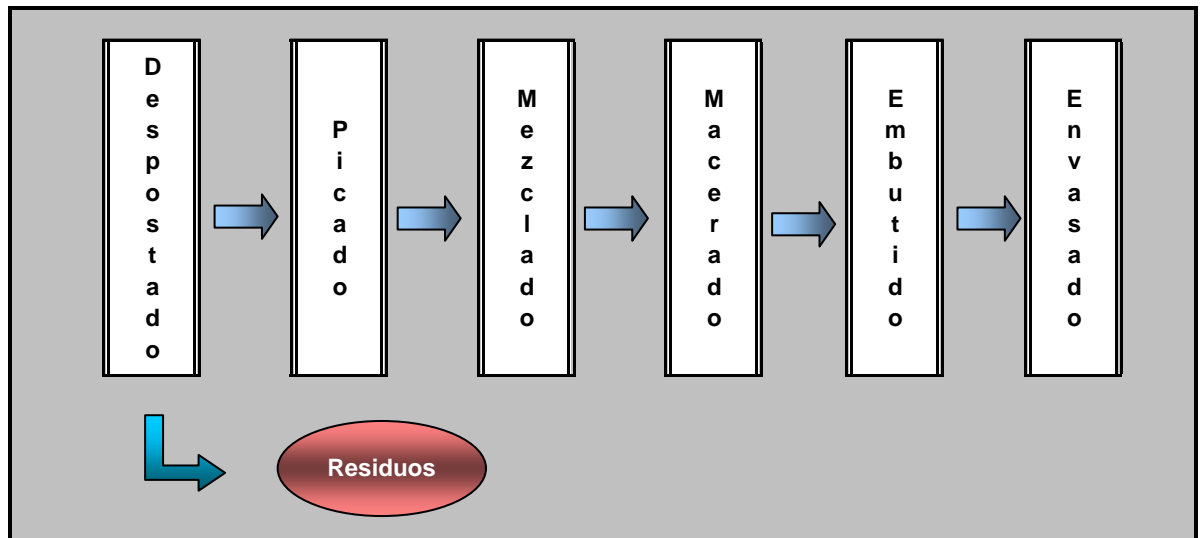 Despostado
Picado
Mezclado
Macerado
Embutido
Envasado
Residuos